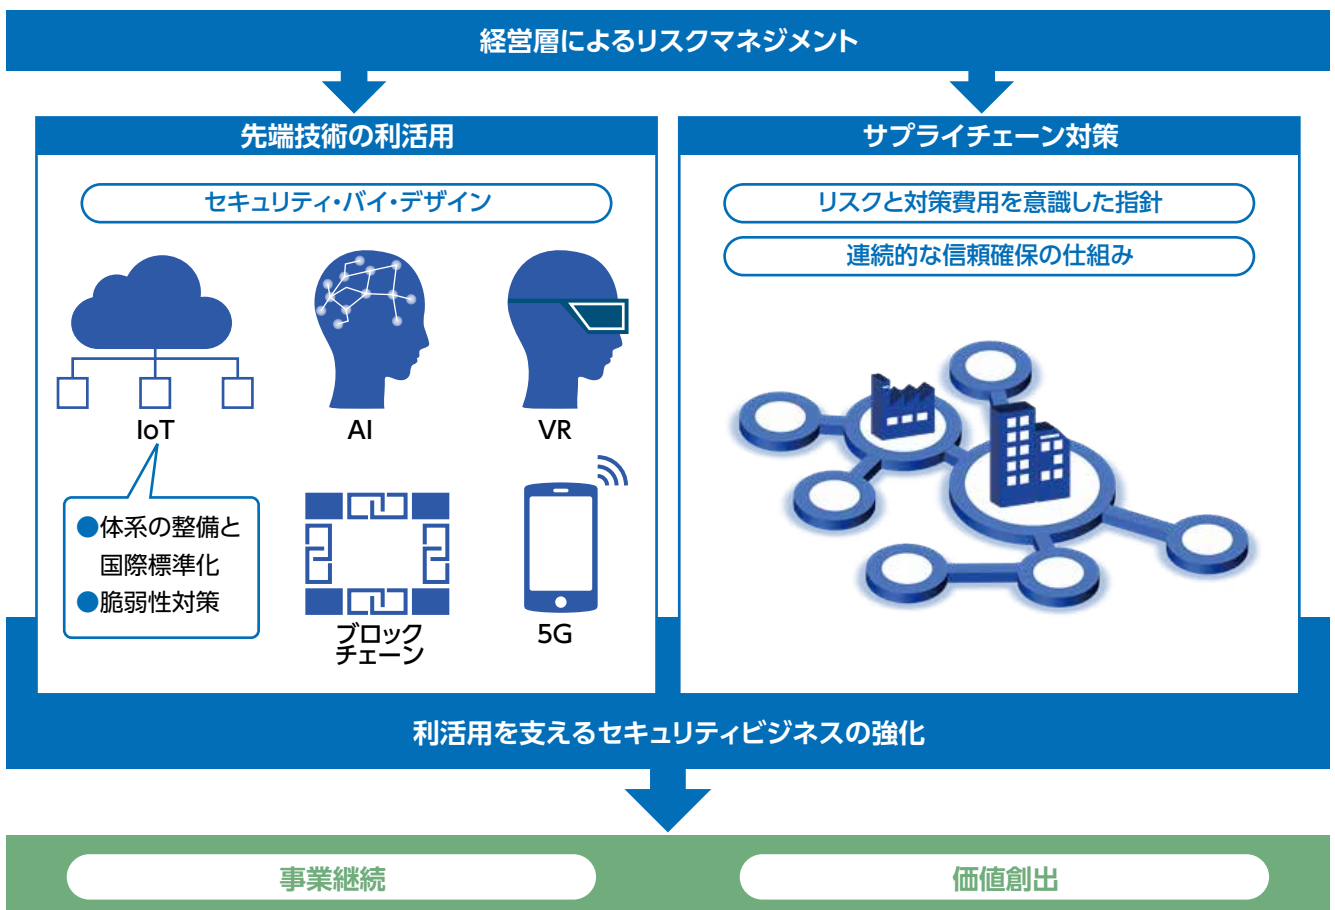 経営層によるリスクマネジメント
先端技術の利活用
セキュリティ・バイ・デザイン
IoT
AI
VR
●体系の整備と
国際標準化
●脆弱性対策
ブロック
チェーン
5G
サプライチェーン対策
リスクと対策費用を意識した指針
連続的な信頼確保の仕組み
利活用を支えるセキュリティビジネスの強化
事業継続
価値創出